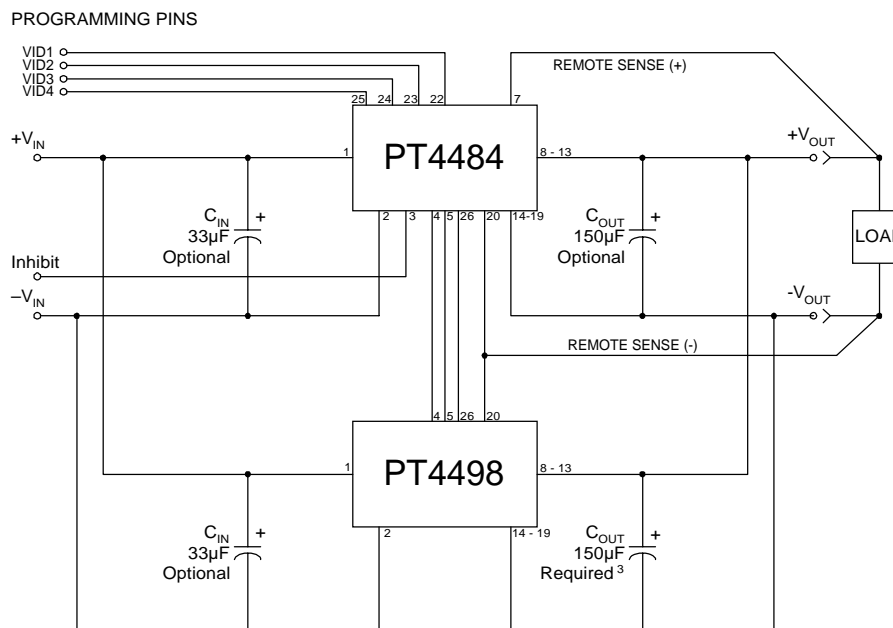 PROGRAMMING PINS
VID1
VID2
VID3
VID4
REMOTE SENSE (+)
25 24 23 22 7
+VIN
1 PT4484 8 - 13
+VOUT
2 3 4 5 26 20 14-19
CIN +
33µF
Optional
COUT +
150µF
Optional
Inhibit
–VIN
-VOUT
REMOTE SENSE (-)
4 5 26 20
1 PT4498 8 - 13
2 14 - 19
CIN +
33µF
Optional
COUT +
150µF
Required 3